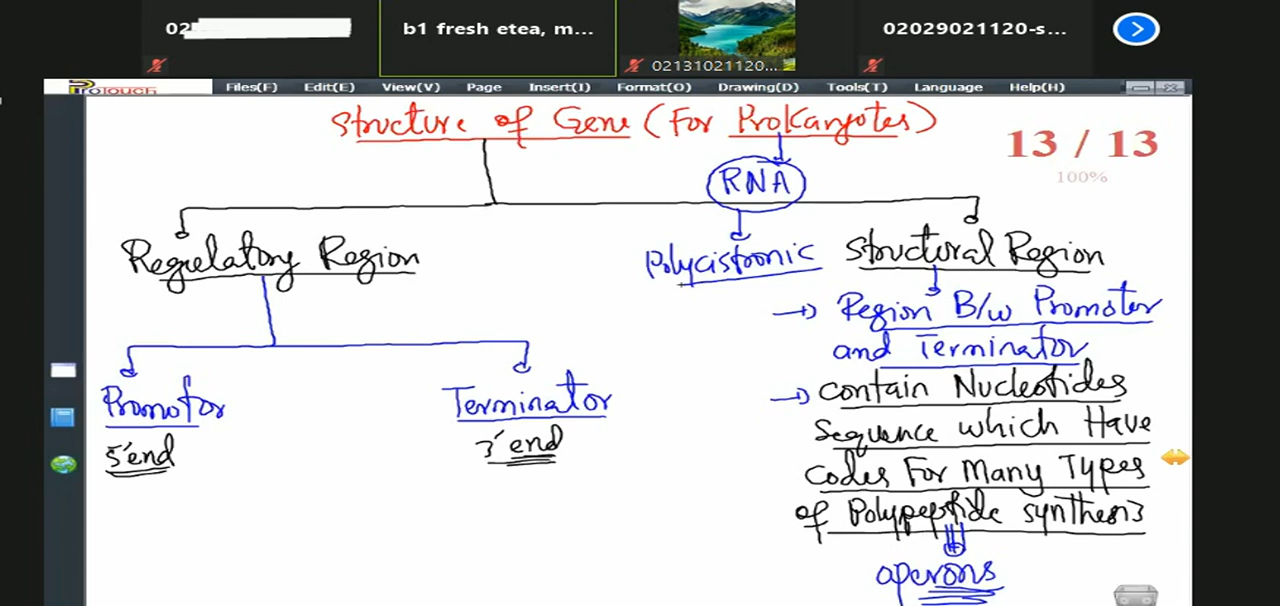 02
b1 fresh etea, m...
02131021120...
02029021120-s...
ProTouch
Files(F) Edit(E) View(V) Page Insert(I) Format(O) Drawing(D) Tools(T) Language Help(H)
Structure of Gene (For Prokaryotes)
13 / 13
100%
RNA
Regulatory Region
Polycistronic
Structural Region
→ Region B/w Promoter
and Terminator
→ contain Nucleotides
sequence which Have
codes For Many Types
of Polypeptide synthesis
operons
Promotor
5' end
Terminator
3' end